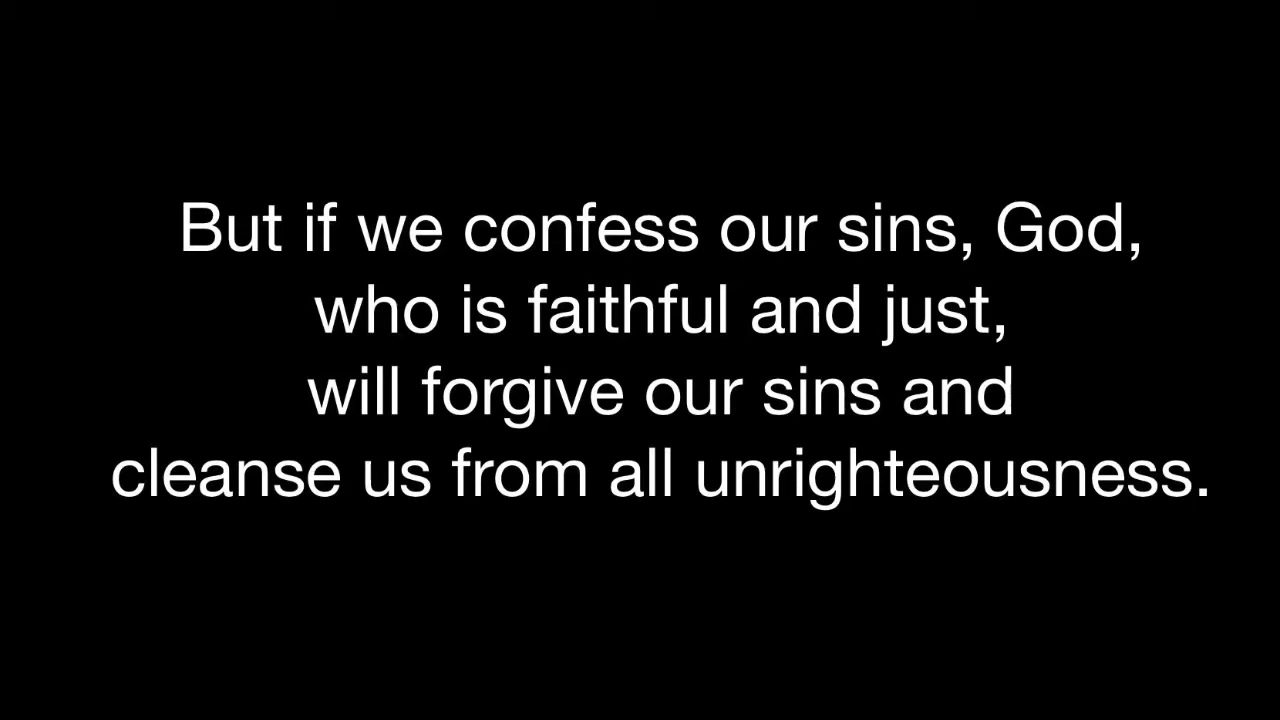 But if we confess our sins, God,
who is faithful and just,
will forgive our sins and
cleanse us from all unrighteousness.